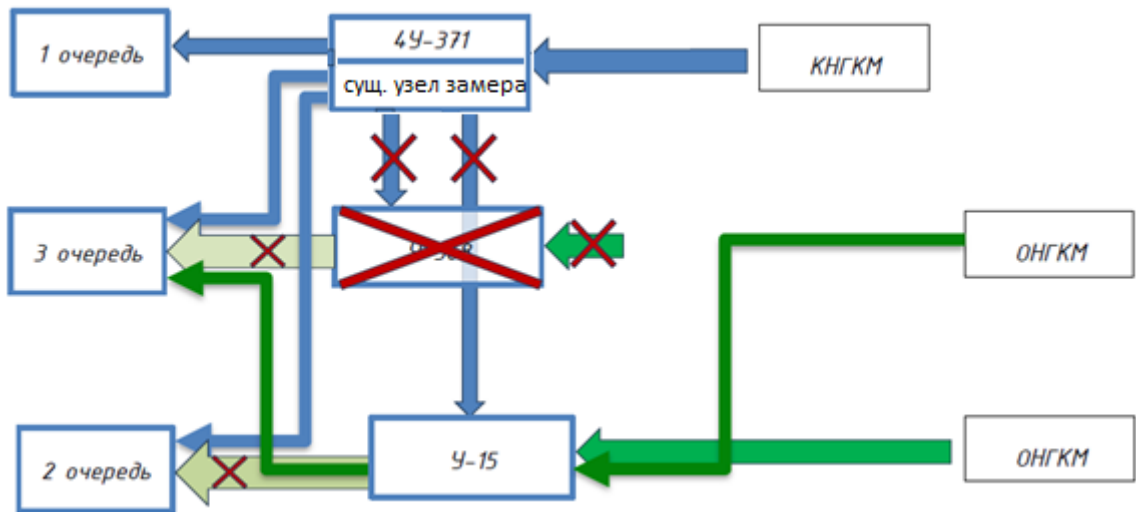 1 очередь
4У-371
сущ. узел замера
КНГКМ
3 очередь
ОНГКМ
2 очередь
У-15
ОНГКМ